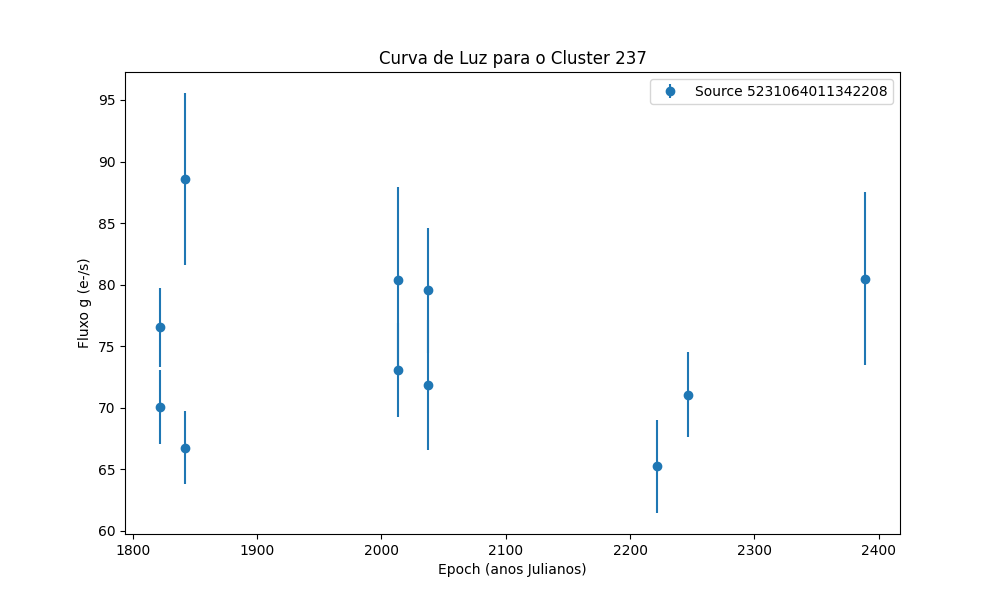 Curva de Luz para o Cluster 237
Source 5231064011342208
Fluxo g (e-/s)
95
90
85
80
75
70
65
60
1800 1900 2000 2100 2200 2300 2400
Epoch (anos Julianos)